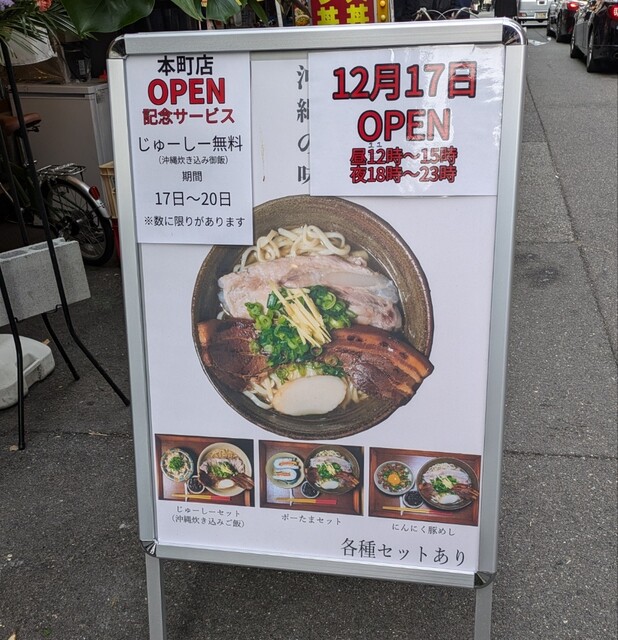 本町店
OPEN
記念サービス
じゅーしー無料
(沖縄炊き込み御飯)
期間
17日〜20日
※数に限りがあります
沖縄の味
12月17日
OPEN
昼12時〜15時
夜18時〜23時
じゅーしーセット
(沖縄炊き込みご飯)
ポーたまセット
にんにく豚めし
各種セットあり